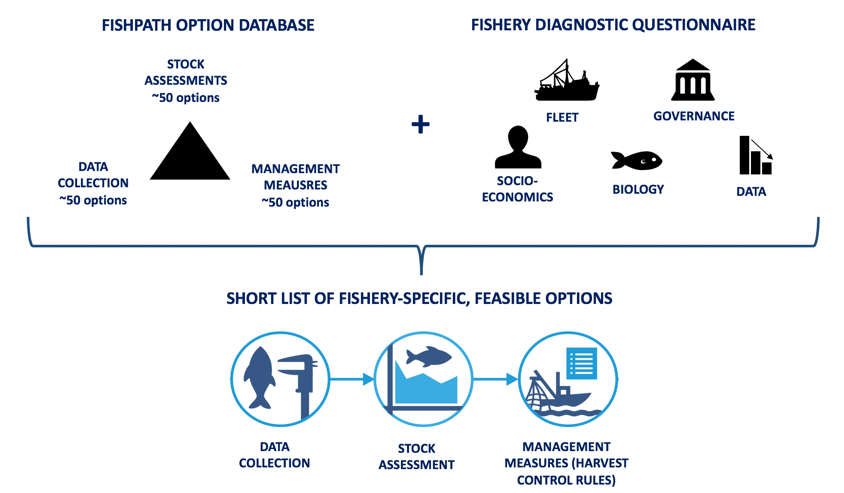 FISHPATH OPTION DATABASE
STOCK
ASSESSMENTS
~50 options
DATA
COLLECTION
~50 options
MANAGEMENT
MEAUSRES
~50 options
+
FISHERY DIAGNOSTIC QUESTIONNAIRE
FLEET
GOVERNANCE
SOCIO-
ECONOMICS
BIOLOGY
DATA
SHORT LIST OF FISHERY-SPECIFIC, FEASIBLE OPTIONS
DATA
COLLECTION
STOCK
ASSESSMENT
MANAGEMENT
MEASURES (HARVEST
CONTROL RULES)